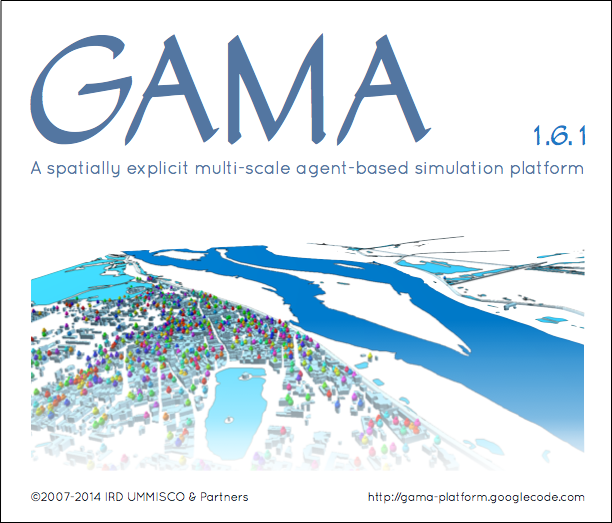 GAMA
1.6.1
A spatially explicit multi-scale agent-based simulation platform
©2007-2014 IRD UMMISCO & Partners
http://gama-platform.googlecode.com